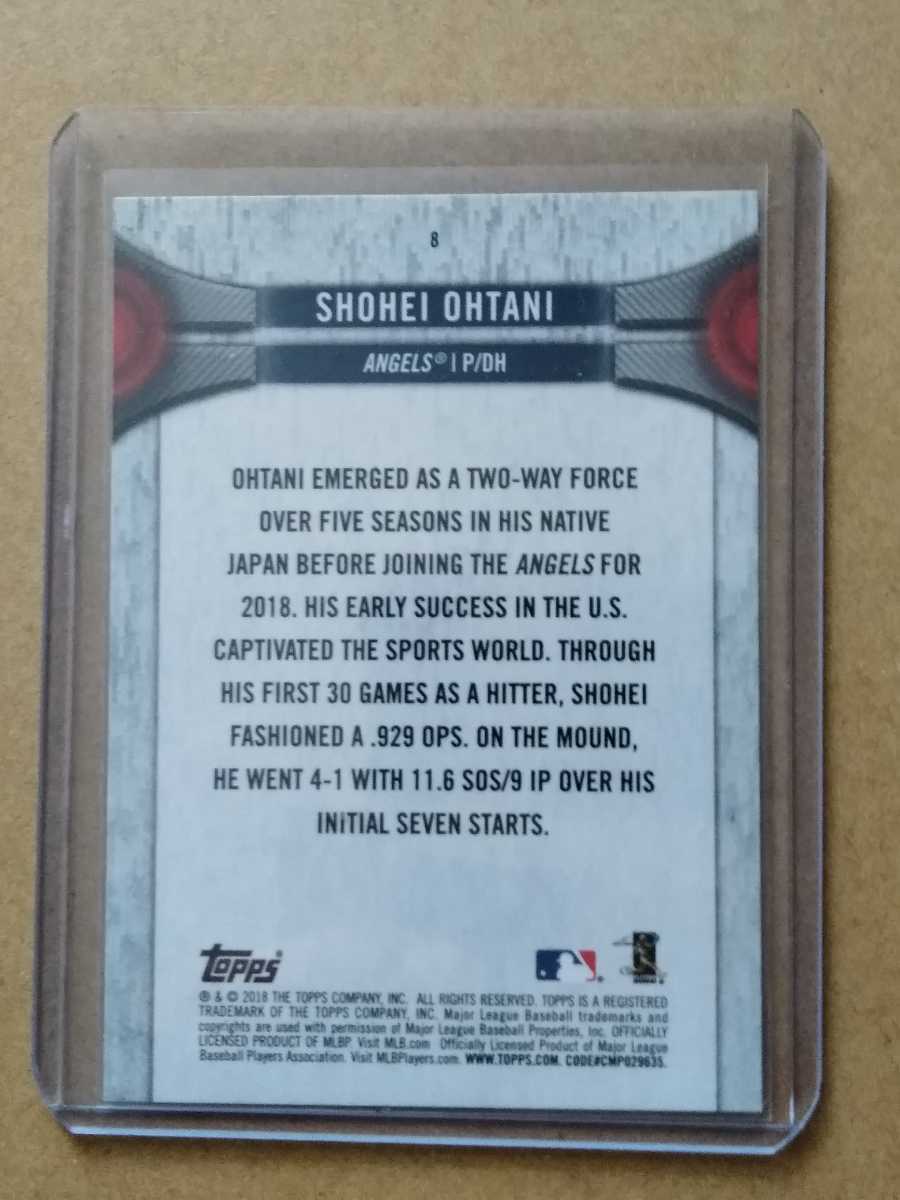 8
SHOHEI OHTANI
ANGELS® | P/DH
OHTANI EMERGED AS A TWO-WAY FORCE
OVER FIVE SEASONS IN HIS NATIVE
JAPAN BEFORE JOINING THE ANGELS FOR
2018. HIS EARLY SUCCESS IN THE U.S.
CAPTIVATED THE SPORTS WORLD. THROUGH
HIS FIRST 30 GAMES AS A HITTER, SHOHEI
FASHIONED A .929 OPS. ON THE MOUND,
HE WENT 4-1 WITH 11.6 SOS/9 IP OVER HIS
INITIAL SEVEN STARTS.
topps®
® & © 2018 THE TOPPS COMPANY, INC. ALL RIGHTS RESERVED. TOPPS IS A REGISTERED
TRADEMARK OF THE TOPPS COMPANY, INC. Major League Baseball trademarks and
copyrights are used with permission of Major League Baseball Properties, Inc. OFFICIALLY
LICENSED PRODUCT OF MLBP. Visit MLB.com Officially Licensed Product of Major League
Baseball Players Association. Visit MLBPlayers.com. WWW.TOPPS.COM. CODE#CMP029635.